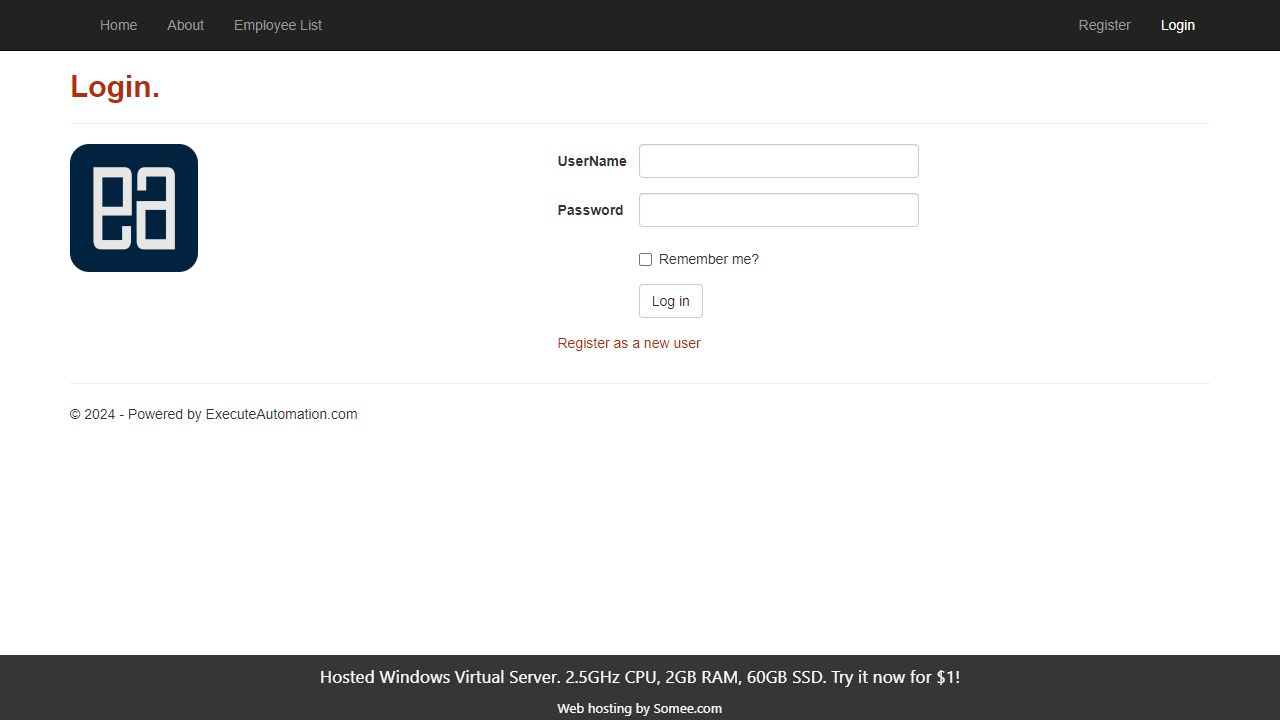 Home About Employee List Register Login
Login.
ea
UserName
Password
Remember me?
Log in
Register as a new user
© 2024 - Powered by ExecuteAutomation.com
Hosted Windows Virtual Server. 2.5GHz CPU, 2GB RAM, 60GB SSD. Try it now for $1!
Web hosting by Somee.com